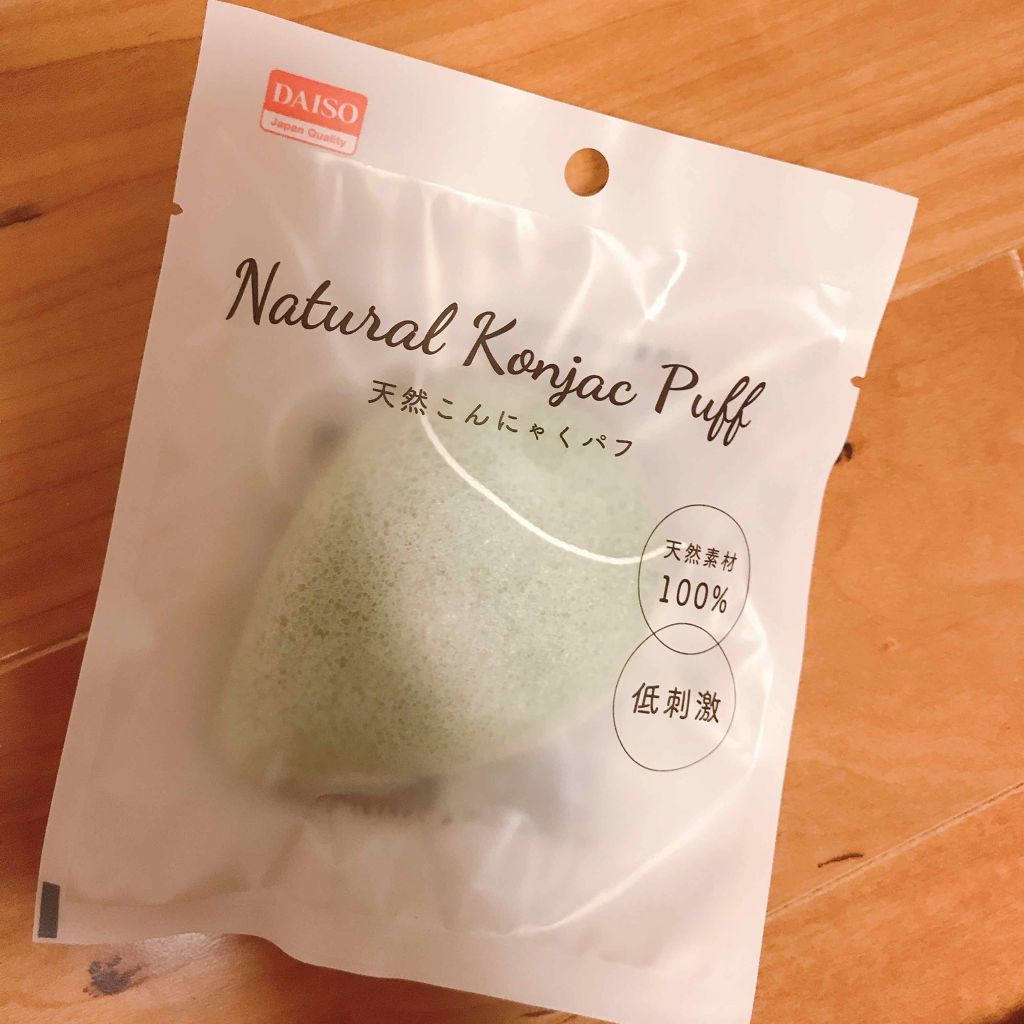 DAISO
Japan Quality
Natural Konjac Puff
天然こんにゃくパフ
天然素材
100%
低刺激